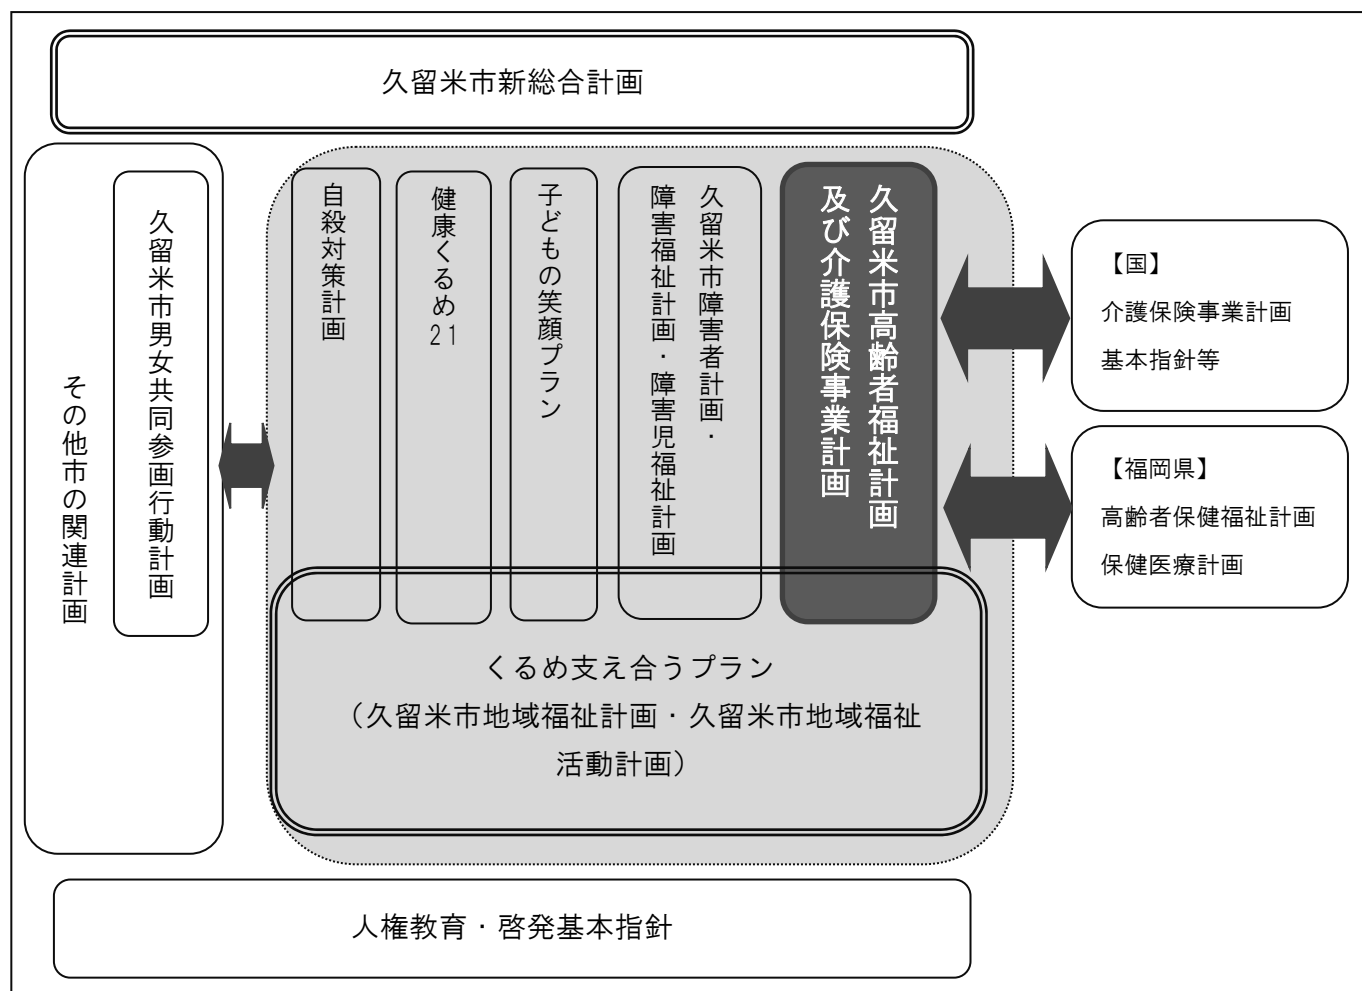 久留米市新総合計画
その他市の関連計画
久留米市男女共同参画行動計画
自殺対策計画
健康くるめ
21
子どもの笑顔プラン
久留米市障害者計画・
障害福祉計画・障害児福祉計画
久留米市高齢者福祉計画
及び介護保険事業計画
【国】
介護保険事業計画
基本指針等
【福岡県】
高齢者保健福祉計画
保健医療計画
くるめ支え合うプラン
（久留米市地域福祉計画・久留米市地域福祉
活動計画）
人権教育・啓発基本指針